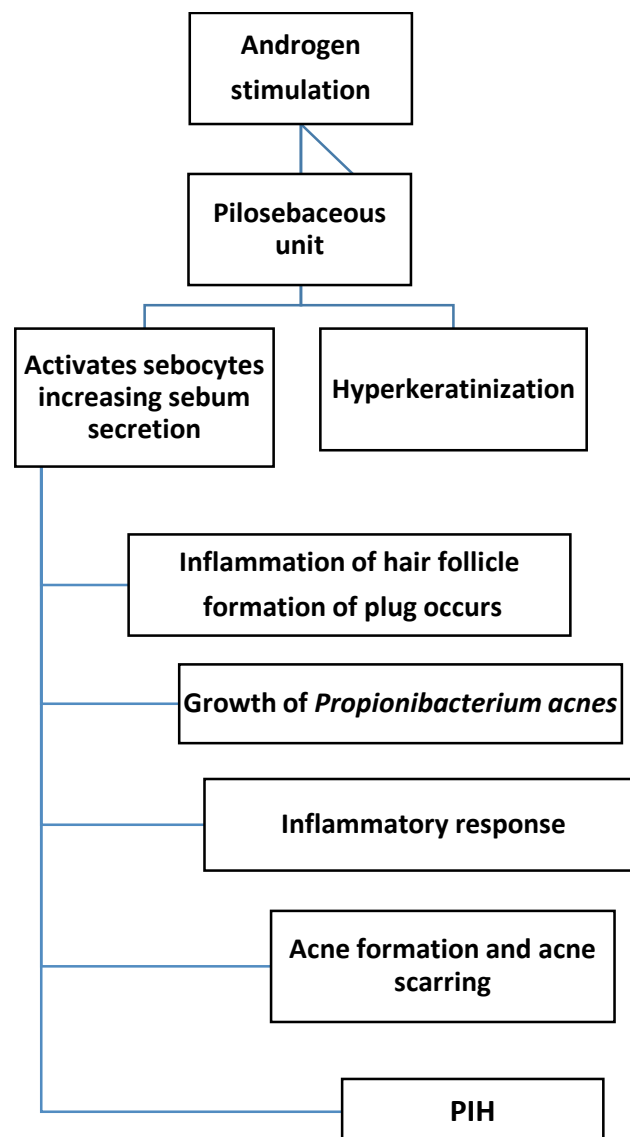 Androgen
stimulation
Pilosebaceous
unit
Activates sebocytes
increasing sebum
secretion
Hyperkeratinization
Inflammation of hair follicle
formation of plug occurs
Growth of Propionibacterium acnes
Inflammatory response
Acne formation and acne
scarring
PIH